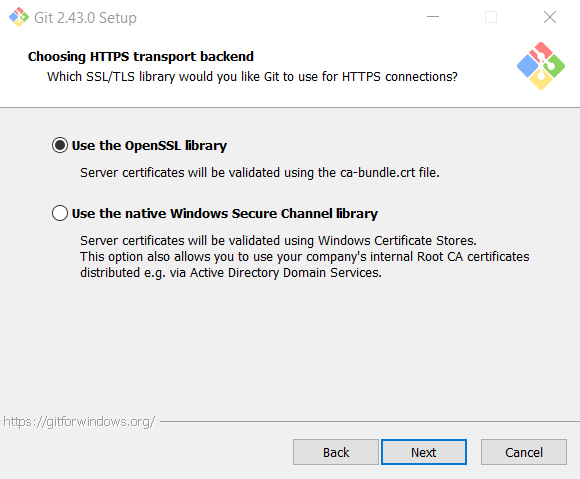 Git 2.43.0 Setup
Choosing HTTPS transport backend
Which SSL/TLS library would you like Git to use for HTTPS connections?
Use the OpenSSL library
Server certificates will be validated using the ca-bundle.crt file.
Use the native Windows Secure Channel library
Server certificates will be validated using Windows Certificate Stores.
This option also allows you to use your company's internal Root CA certificates
distributed e.g. via Active Directory Domain Services.
https://gitforwindows.org/
Back Next Cancel